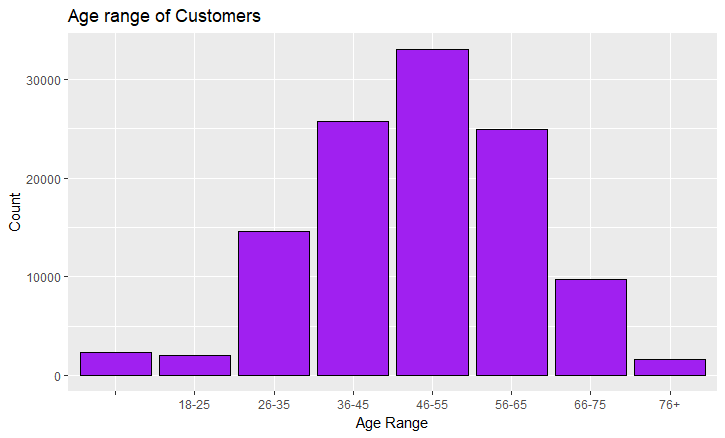 Age range of Customers
Count
30000
20000
10000
0
18-25 26-35 36-45 46-55 56-65 66-75 76+
Age Range